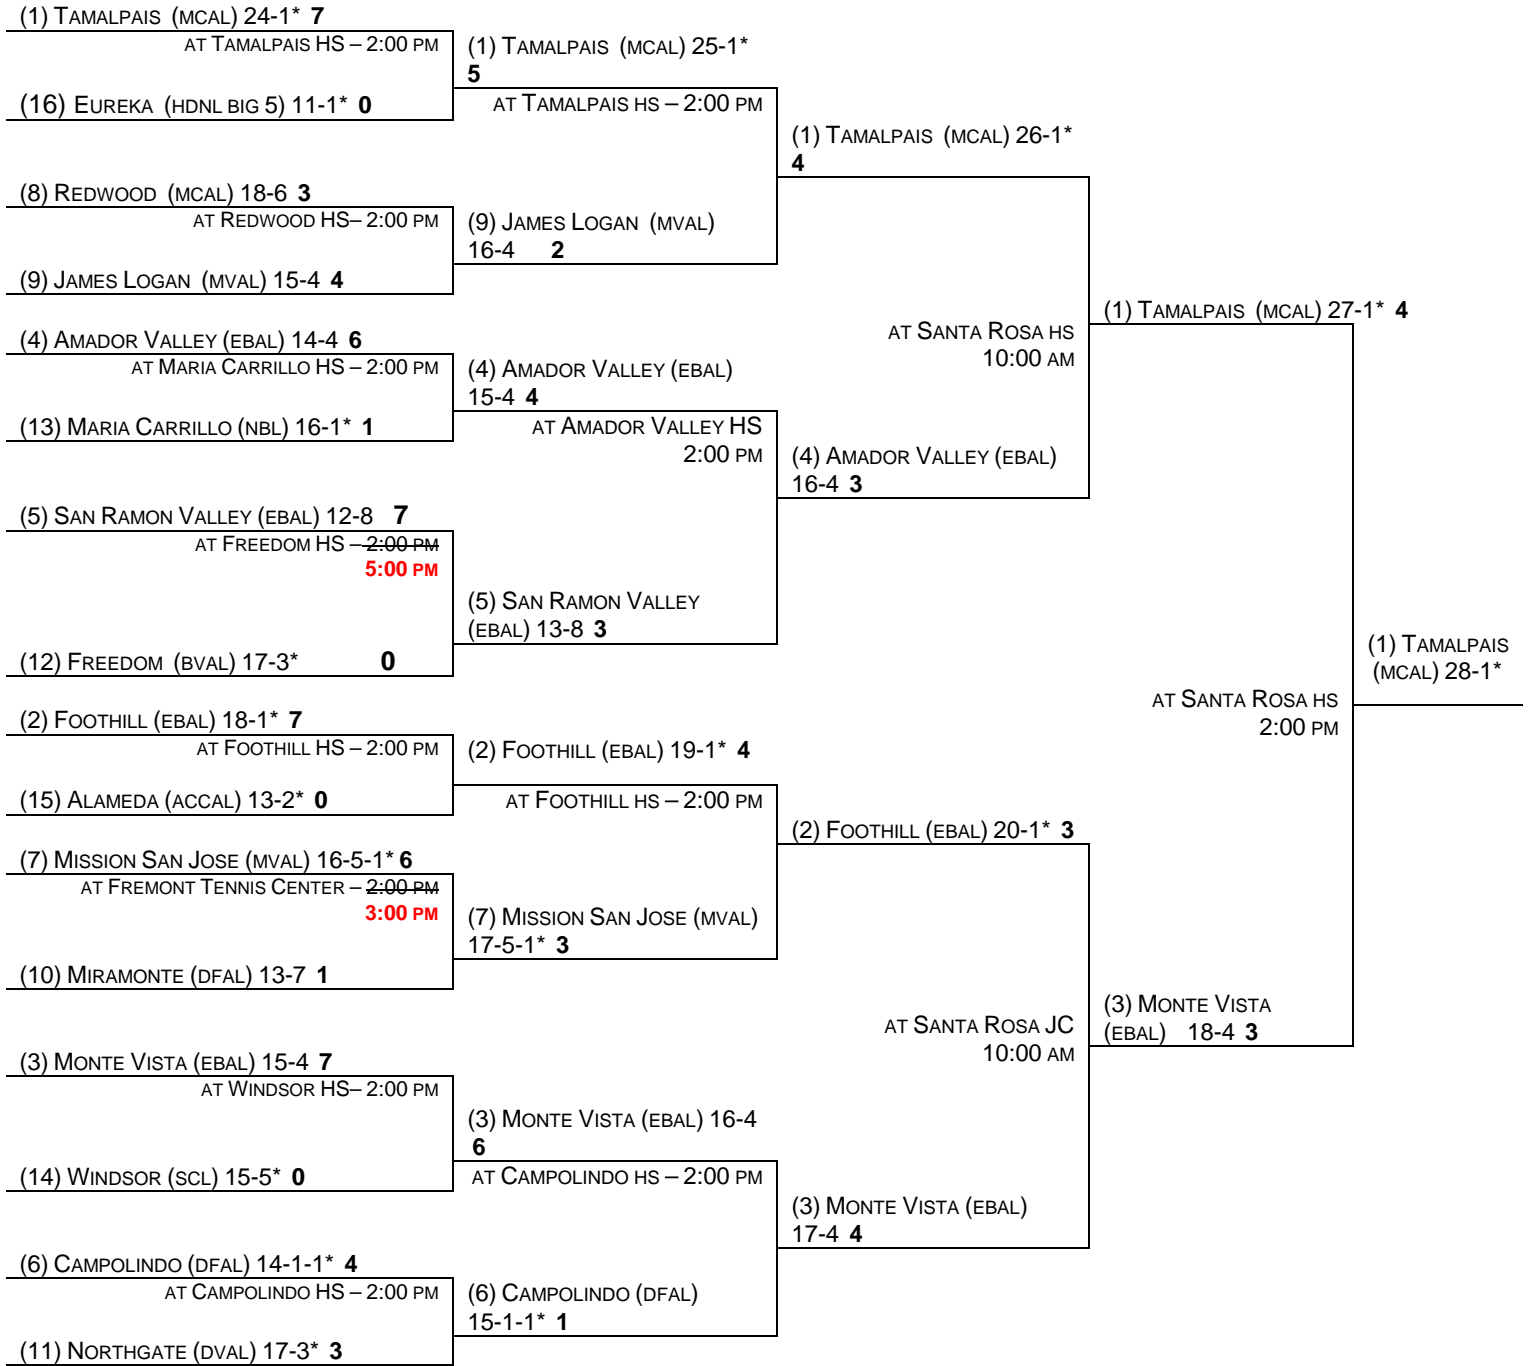 (1) TAMALPAIS (MCAL) 24-1* 7
AT TAMALPAIS HS – 2:00 PM
(16) EUREKA (HDNL BIG 5) 11-1* 0
(8) REDWOOD (MCAL) 18-6 3
AT REDWOOD HS– 2:00 PM
(9) JAMES LOGAN (MVAL) 15-4 4
(4) AMADOR VALLEY (EBAL) 14-4 6
AT MARIA CARRILLO HS – 2:00 PM
(13) MARIA CARRILLO (NBL) 16-1* 1
(5) SAN RAMON VALLEY (EBAL) 12-8 7
AT FREEDOM HS – 2:00 PM
5:00 PM
(12) FREEDOM (BVAL) 17-3* 0
(2) FOOTHILL (EBAL) 18-1* 7
AT FOOTHILL HS – 2:00 PM
(15) ALAMEDA (ACCAL) 13-2* 0
(7) MISSION SAN JOSE (MVAL) 16-5-1* 6
AT FREMONT TENNIS CENTER – 2:00 PM
3:00 PM
(10) MIRAMONTE (DFAL) 13-7 1
(3) MONTE VISTA (EBAL) 15-4 7
AT WINDSOR HS– 2:00 PM
(14) WINDSOR (SCL) 15-5* 0
(6) CAMPOLINDO (DFAL) 14-1-1* 4
AT CAMPOLINDO HS – 2:00 PM
(11) NORTHGATE (DVAL) 17-3* 3
(1) TAMALPAIS (MCAL) 25-1*
5
AT TAMALPAIS HS – 2:00 PM
(9) JAMES LOGAN (MVAL)
16-4 2
(4) AMADOR VALLEY (EBAL)
15-4 4
AT AMADOR VALLEY HS
2:00 PM
(5) SAN RAMON VALLEY
(EBAL) 13-8 3
(2) FOOTHILL (EBAL) 19-1* 4
AT FOOTHILL HS – 2:00 PM
(7) MISSION SAN JOSE (MVAL)
17-5-1* 3
(3) MONTE VISTA (EBAL) 16-4
6
AT CAMPOLINDO HS – 2:00 PM
(6) CAMPOLINDO (DFAL)
15-1-1* 1
(1) TAMALPAIS (MCAL) 26-1*
4
AT SANTA ROSA HS
10:00 AM
(4) AMADOR VALLEY (EBAL)
16-4 3
(2) FOOTHILL (EBAL) 20-1* 3
AT SANTA ROSA JC
10:00 AM
(3) MONTE VISTA (EBAL)
17-4 4
(1) TAMALPAIS (MCAL) 27-1* 4
AT SANTA ROSA HS
2:00 PM
(3) MONTE VISTA
(EBAL) 18-4 3
(1) TAMALPAIS
(MCAL) 28-1*